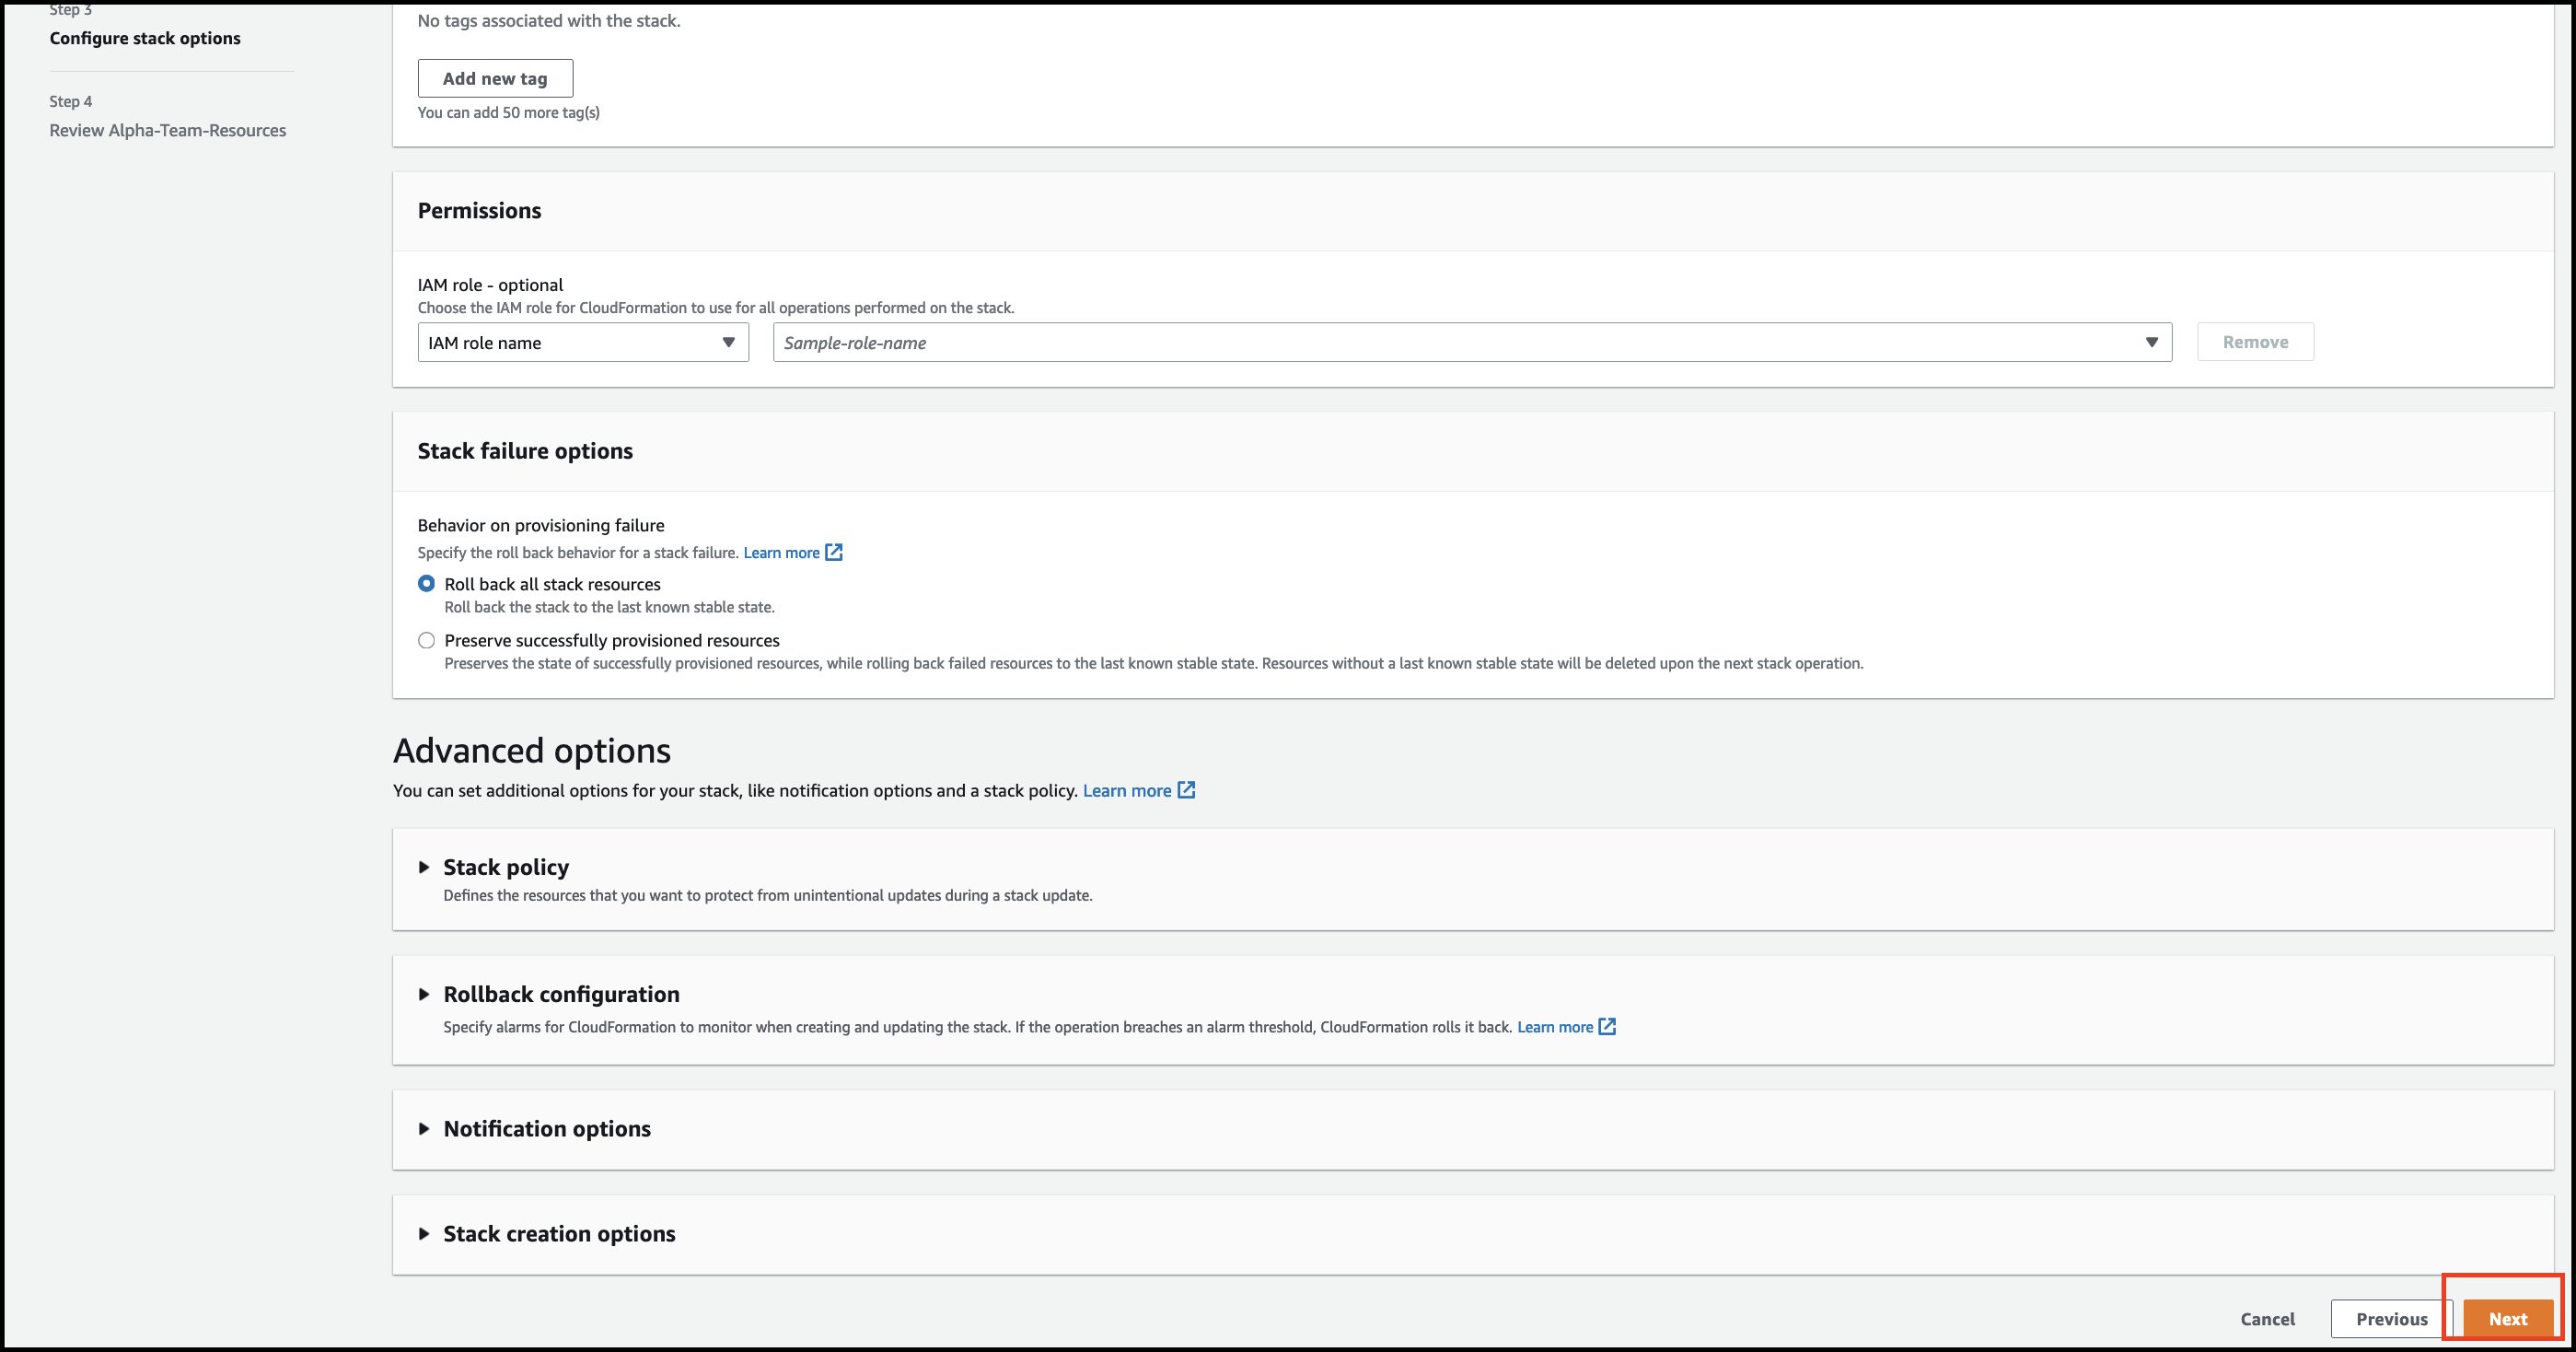 Step 3
Configure stack options
Step 4
Review Alpha-Team-Resources
No tags associated with the stack.
Add new tag
You can add 50 more tag(s)
Permissions
IAM role - optional
Choose the IAM role for CloudFormation to use for all operations performed on the stack.
IAM role name
Sample-role-name
Remove
Stack failure options
Behavior on provisioning failure
Specify the roll back behavior for a stack failure. Learn more
Roll back all stack resources
Roll back the stack to the last known stable state.
Preserve successfully provisioned resources
Preserves the state of successfully provisioned resources, while rolling back failed resources to the last known stable state. Resources without a last known stable state will be deleted upon the next stack operation.
Advanced options
You can set additional options for your stack, like notification options and a stack policy. Learn more
Stack policy
Defines the resources that you want to protect from unintentional updates during a stack update.
Rollback configuration
Specify alarms for CloudFormation to monitor when creating and updating the stack. If the operation breaches an alarm threshold, CloudFormation rolls it back. Learn more
Notification options
Stack creation options
Cancel
Previous
Next